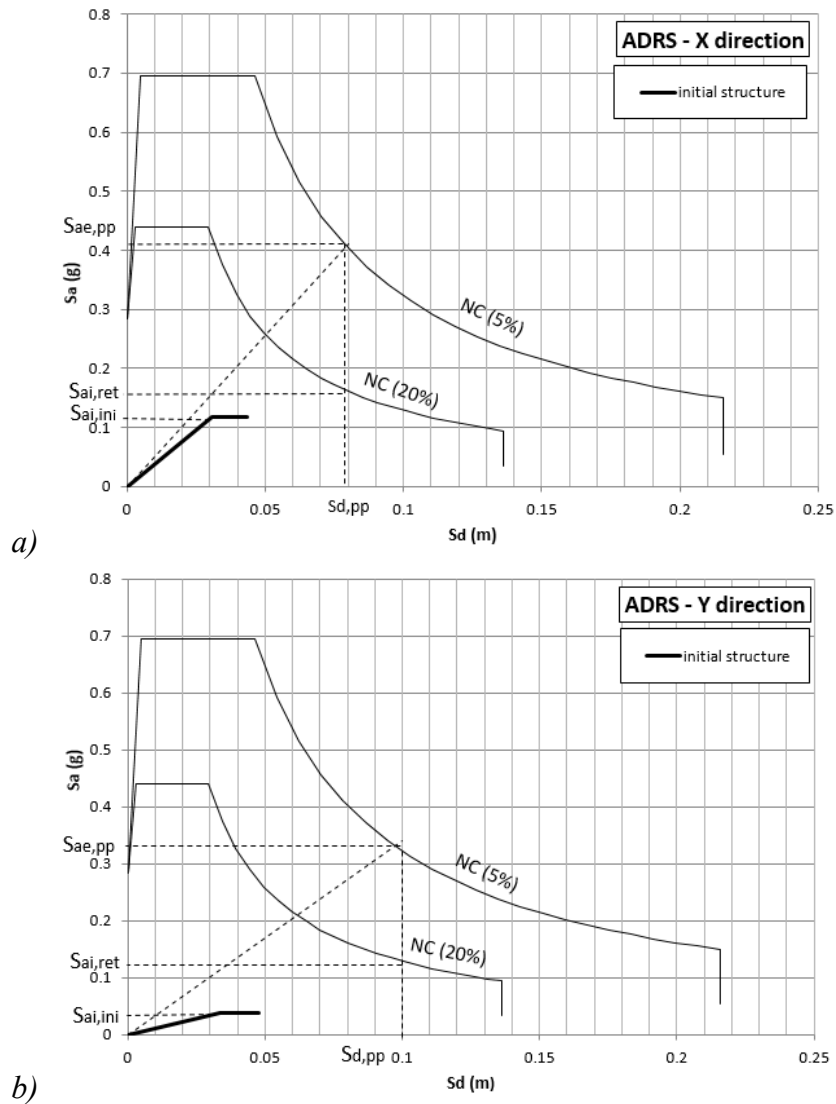 0.8
ADRS - X direction
initial structure
0.7
0.6
0.5
Sae,pp
0.4
Sa (g)
0.3
NC (5%)
0.2
Sai,ret
NC (20%)
Sai,ini
0.1
0
0
0.05
Sd,pp
0.1
0.15
0.2
0.25
Sd (m)
a)
0.8
ADRS - Y direction
initial structure
0.7
0.6
0.5
Sa (g)
0.4
Sae,pp
0.3
NC (5%)
0.2
Sai,ret
NC (20%)
0.1
Sai,ini
0
0
0.05
Sd,pp
0.1
0.15
0.2
0.25
Sd (m)
b)